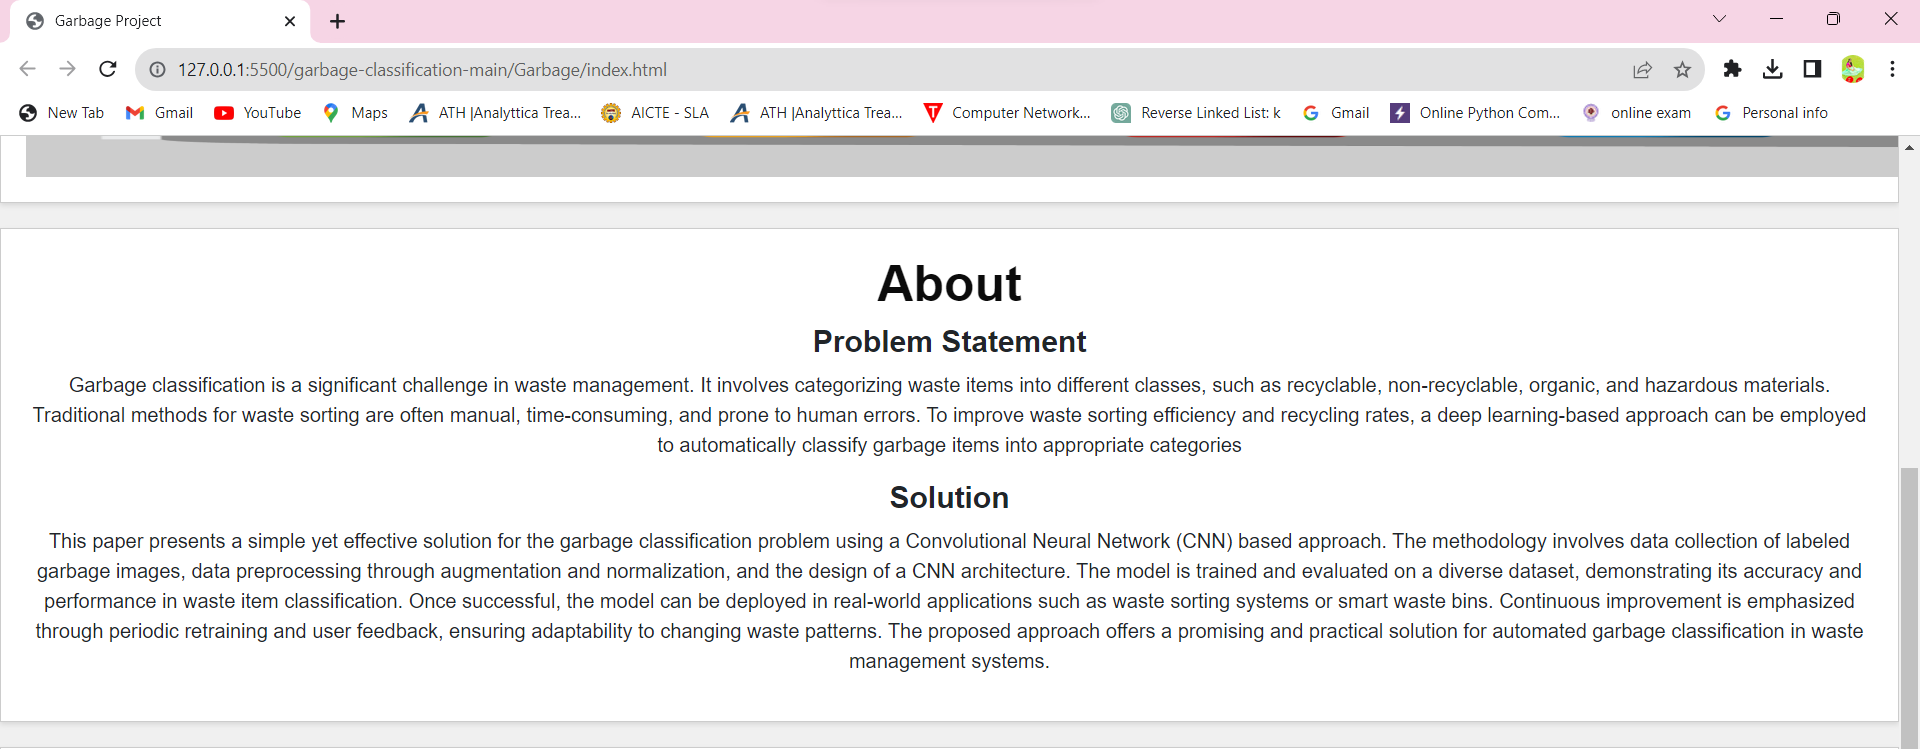 Garbage Project
127.0.0.1:5500/garbage-classification-main/Garbage/index.html
New Tab Gmail YouTube Maps ATH |Analyttica Trea... AICTE - SLA ATH |Analyttica Trea... Computer Network... Reverse Linked List: k Gmail Online Python Com... online exam Personal info
About
Problem Statement
Garbage classification is a significant challenge in waste management. It involves categorizing waste items into different classes, such as recyclable, non-recyclable, organic, and hazardous materials.
Traditional methods for waste sorting are often manual, time-consuming, and prone to human errors. To improve waste sorting efficiency and recycling rates, a deep learning-based approach can be employed
to automatically classify garbage items into appropriate categories
Solution
This paper presents a simple yet effective solution for the garbage classification problem using a Convolutional Neural Network (CNN) based approach. The methodology involves data collection of labeled
garbage images, data preprocessing through augmentation and normalization, and the design of a CNN architecture. The model is trained and evaluated on a diverse dataset, demonstrating its accuracy and
performance in waste item classification. Once successful, the model can be deployed in real-world applications such as waste sorting systems or smart waste bins. Continuous improvement is emphasized
through periodic retraining and user feedback, ensuring adaptability to changing waste patterns. The proposed approach offers a promising and practical solution for automated garbage classification in waste
management systems.